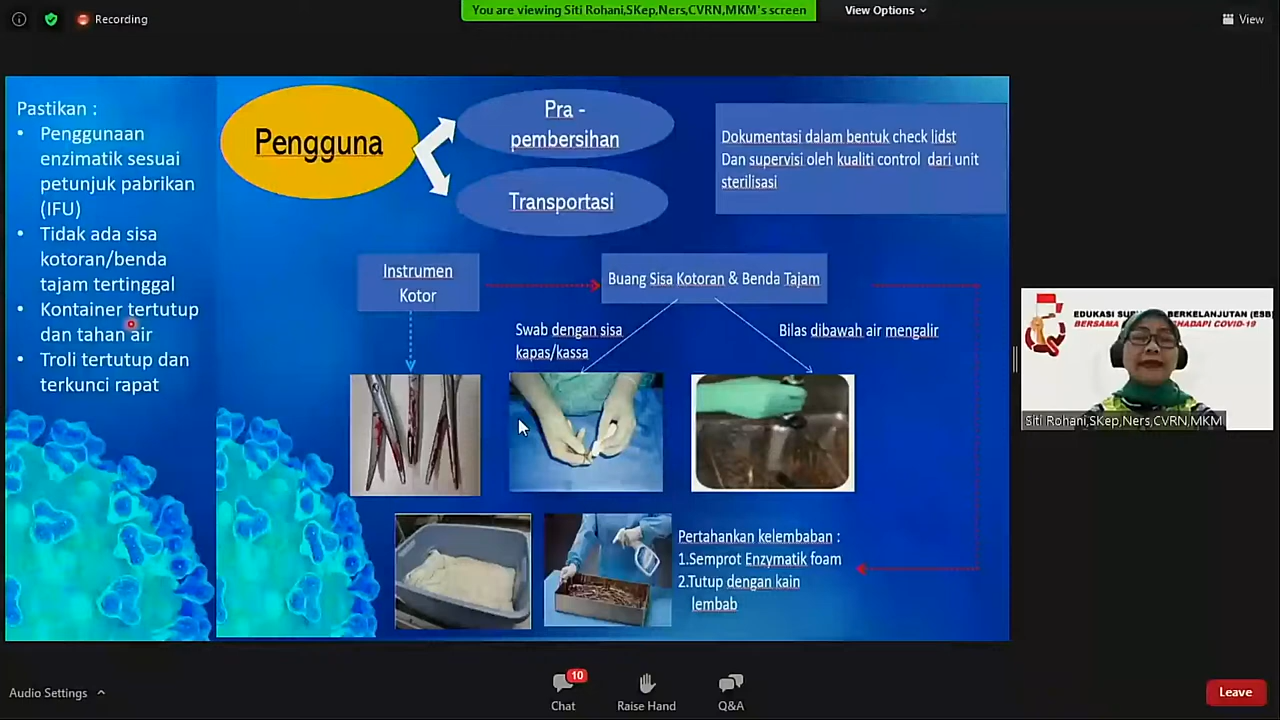 Recording
You are viewing Siti Rohani,SKep,Ners,CVRN,MKM's screen
View Options
View
Pastikan :
• Penggunaan
enzimatik sesuai
petunjuk pabrikan
(IFU)
• Tidak ada sisa
kotoran/benda
tajam tertinggal
• Kontainer tertutup
dan tahan air
• Troli tertutup dan
terkunci rapat
Pengguna
Pra -
pembersihan
Transportasi
Dokumentasi dalam bentuk check lidst
Dan supervisi oleh kualiti control dari unit
sterilisasi
Instrumen
Kotor
Buang Sisa Kotoran & Benda Tajam
Swab dengan sisa
kapas/kassa
Bilas dibawah air mengalir
Pertahankan kelembaban :
1.Semprot Enzymatik foam
2.Tutup dengan kain
lembab
EDUKASI BERKELANJUTAN (ESB)
BERSAMA COVID-19
Siti Rohani,SKep,Ners,CVRN,MKM
Audio Settings
10
Chat
Raise Hand
Q&A
Leave